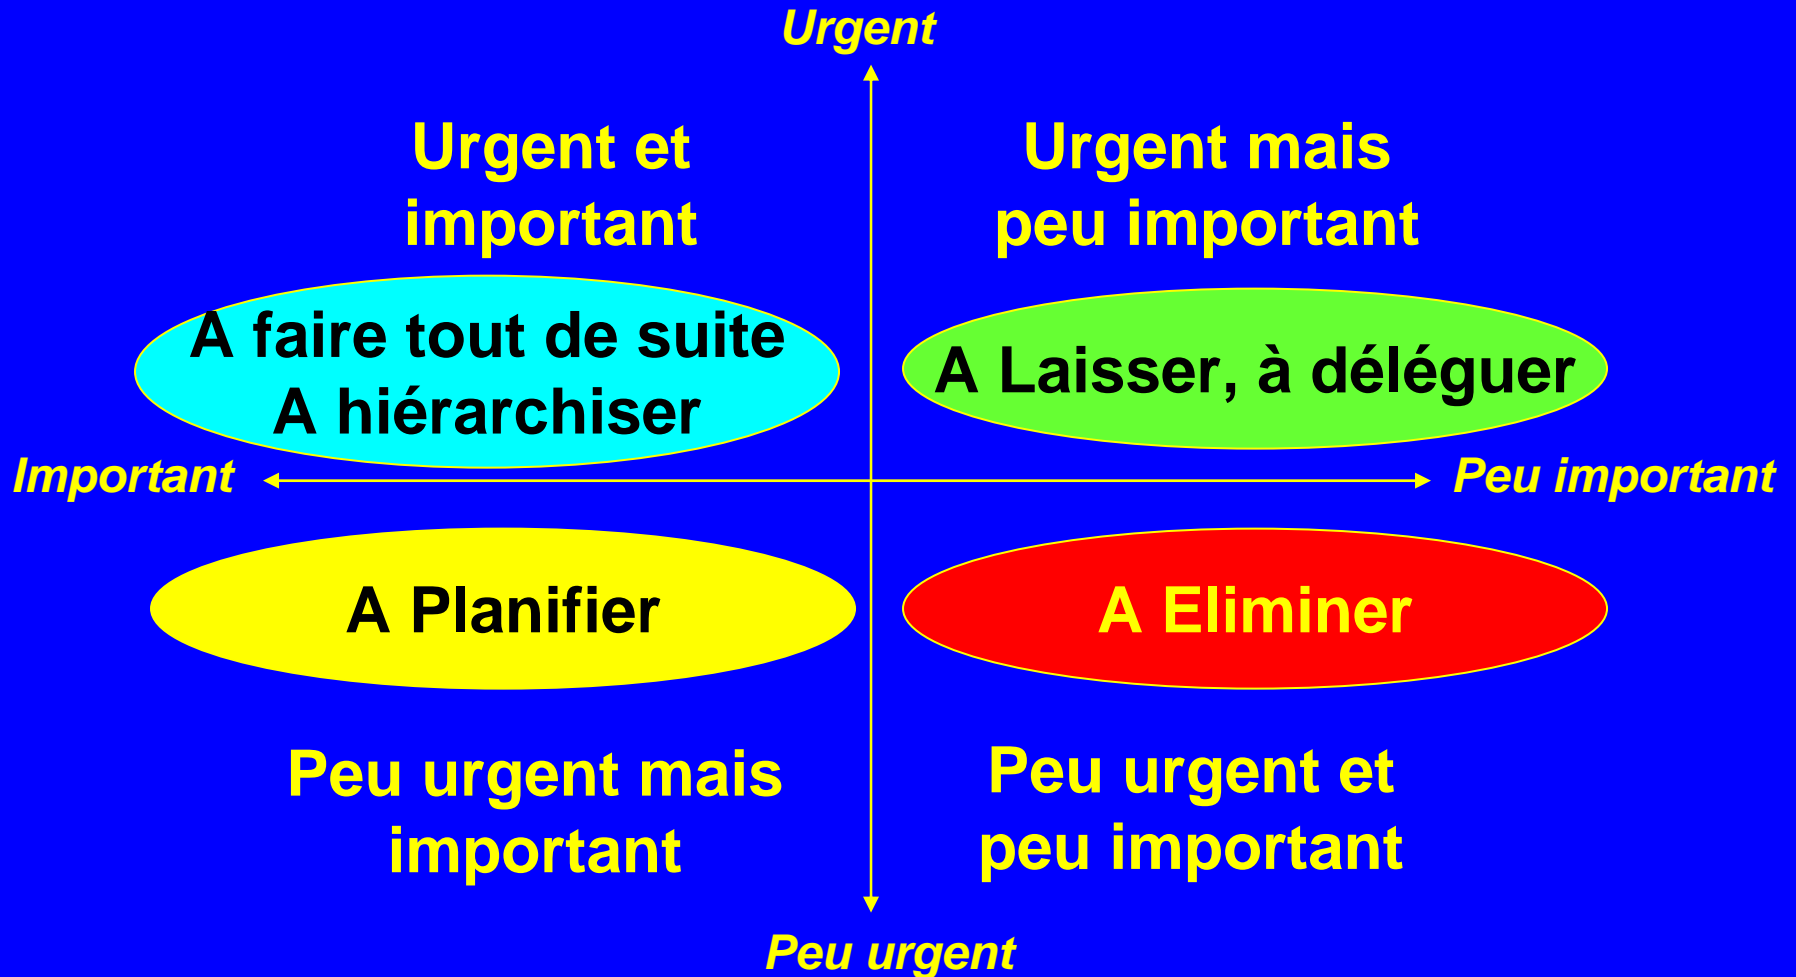 Urgent
Urgent et
important
Urgent mais
peu important
A faire tout de suite
A hiérarchiser
A Laisser, à déléguer
Important
Peu important
A Planifier
A Eliminer
Peu urgent mais
important
Peu urgent et
peu important
Peu urgent